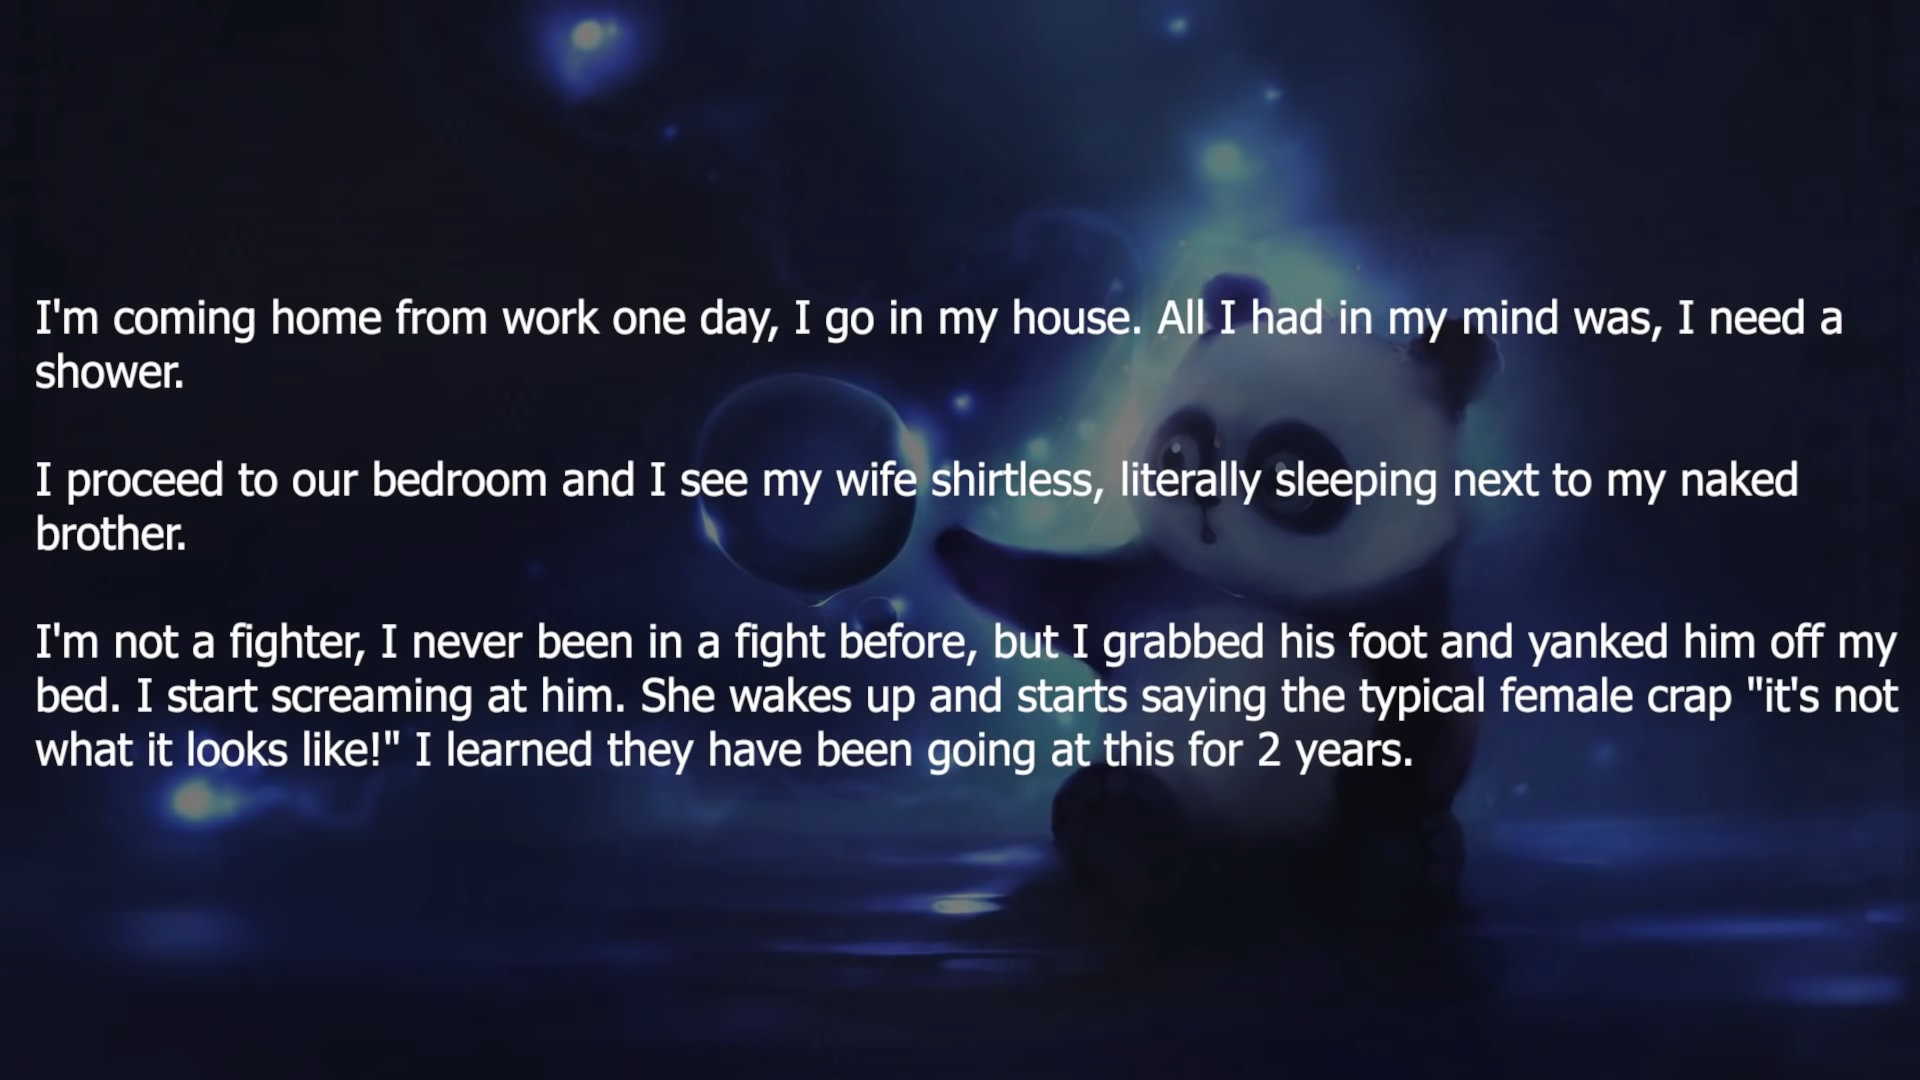 I'm coming home from work one day, I go in my house. All I had in my mind was, I need a
shower.
I proceed to our bedroom and I see my wife shirtless, literally sleeping next to my naked
brother.
I'm not a fighter, I never been in a fight before, but I grabbed his foot and yanked him off my
bed. I start screaming at him. She wakes up and starts saying the typical female crap "it's not
what it looks like!" I learned they have been going at this for 2 years.